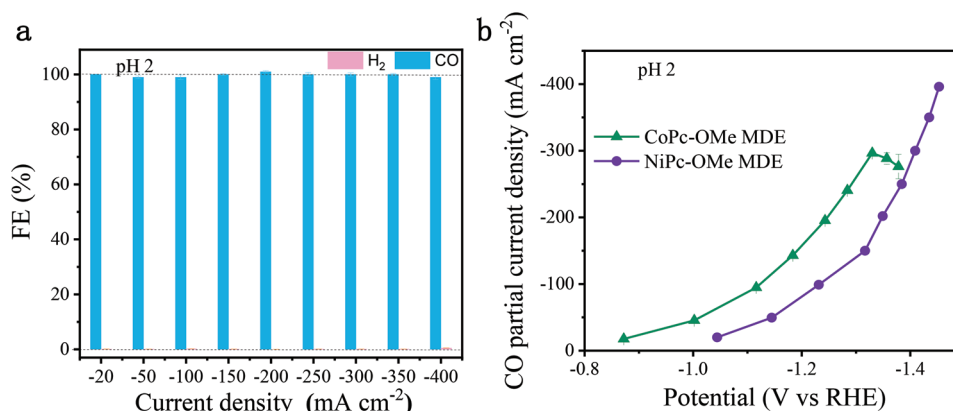 a
pH 2
H2
CO
FE (%)
100
80
60
40
20
0
-20 -50 -100 -150 -200 -250 -300 -350 -400
Current density (mA cm-2)
b
pH 2
CoPc-OMe MDE
NiPc-OMe MDE
CO partial current density (mA cm-2)
-400
-300
-200
-100
0
-0.8 -1.0 -1.2 -1.4
Potential (V vs RHE)